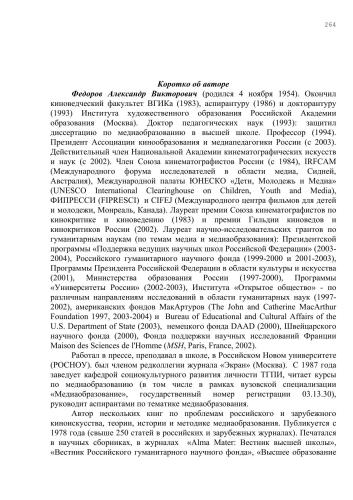 264
Коротко об авторе
Федоров Александр Викторович (родился 4 ноября 1954). Окончил
киноведческий факультет ВГИКа (1983), аспирантуру (1986) и докторантуру
(1993) Института художественного образования Российской Академии
образования (Москва). Доктор педагогических наук (1993): защитил
диссертацию по медиаобразованию в высшей школе. Профессор (1994).
Президент Ассоциации кинообразования и медиапедагогики России (с 2003).
Действительный член Национальной Академии кинематографических искусств
и наук (с 2002). Член Союза кинематографистов России (с 1984), IRFCAM
(Международного форума исследователей в области медиа, Сидней,
Австралия), Международной палаты ЮНЕСКО «Дети, Молодежь и Медиа»
(UNESCO International Clearinghouse on Children, Youth and Media),
ФИПРЕССИ (FIPRESCI) и CIFEJ (Международного центра фильмов для детей
и молодежи, Монреаль, Канада). Лауреат премии Союза кинематографистов по
кинокритике и киноведению (1983) и премии Гильдии киноведов и
кинокритиков России (2002). Лауреат научно-исследовательских грантов по
гуманитарным наукам (по темам медиа и медиаобразования): Президентской
программы «Поддержка ведущих научных школ Российской Федерации» (2003-
2004), Российского гуманитарного научного фонда (1999-2000 и 2001-2003),
Программы Президента Российской Федерации в области культуры и искусства
(2001), Министерства образования России (1997-2000), Программы
«Университеты России» (2002-2003), Института «Открытое общество» - по
различным направлениям исследований в области гуманитарных наук (1997-
2002), американских фондов МакАртуров (The John and Catherine MacArthur
Foundation 1997, 2003-2004) и Bureau of Educational and Cultural Affairs of the
U.S. Department of State (2003), немецкого фонда DAAD (2000), Швейцарского
научного фонда (2000), Фонда поддержки научных исследований Франции
Maison des Sciences de l'Homme (MSH, Paris, France, 2002).
Работал в прессе, преподавал в школе, в Российском Новом университете
(РОСНОУ). был членом редколлегии журнала «Экран» (Москва). С 1987 года
заведует кафедрой социокультурного развития личности ТГПИ, читает курсы
по медиаобразованию (в том числе в рамках вузовской специализации
«Медиаобразование», государственный номер регистрации 03.13.30),
руководит аспирантами по тематике медиаобразования.
Автор нескольких книг по проблемам российского и зарубежного
киноискусства, теории, истории и методике медиаобразования. Публикуется с
1978 года (свыше 250 статей в российских и зарубежных журналах). Печатался
в научных сборниках, в журналах «Alma Mater: Вестник высшей школы»,
«Вестник Российского гуманитарного научного фонда», «Высшее образование